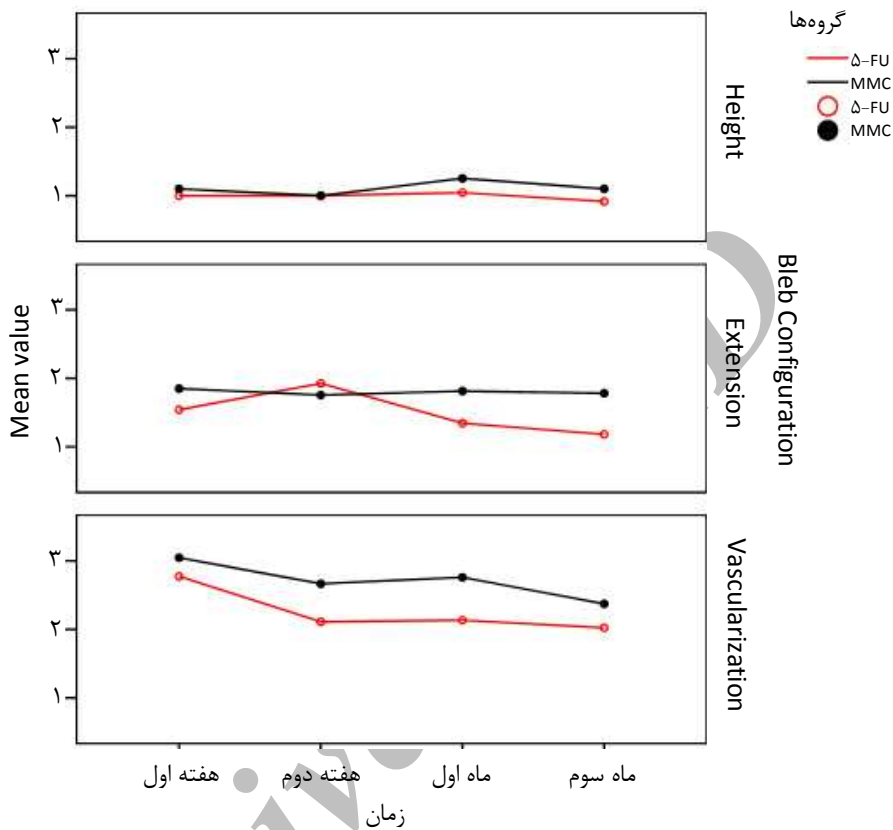 گروه‌ها
۵-FU
MMC
۵-FU
MMC
Mean value
Bleb Configuration
Height
۳
۲
۱
Extension
۳
۲
۱
Vascularization
۳
۲
۱
هفته اول
هفته دوم
ماه اول
ماه سوم
زمان